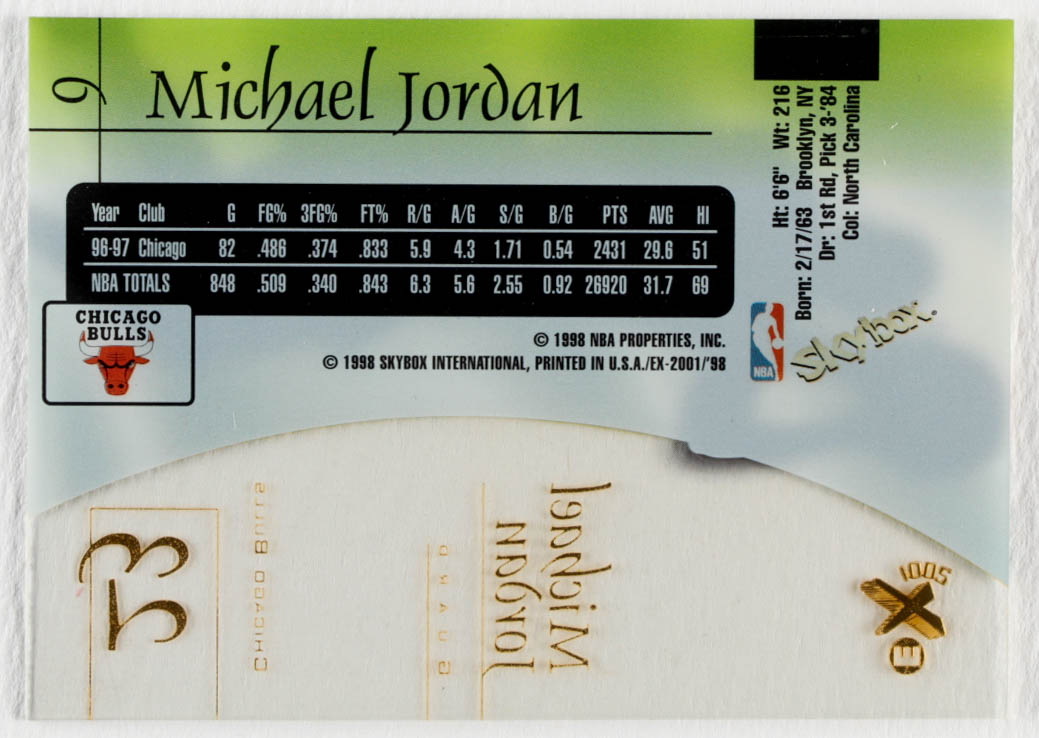 9
Michael Jordan
Year Club G FG% 3FG% FT% R/G A/G S/G B/G PTS AVG HI
96-97 Chicago 82 .486 .374 .833 5.9 4.3 1.71 0.54 2431 29.6 51
NBA TOTALS 848 .509 .340 .843 6.3 5.6 2.55 0.92 26920 31.7 69
CHICAGO
BULLS
© 1998 NBA PROPERTIES, INC.
© 1998 SKYBOX INTERNATIONAL, PRINTED IN U.S.A./EX-2001/'98
Ht: 6'6" Wt: 216
Born: 2/17/63 Brooklyn, NY
Dr: 1st Rd, Pick 3-'84
Col: North Carolina
NBA
Skybox
23
Chicago Bulls
GUARD
Michael
Jordan
E X
2001